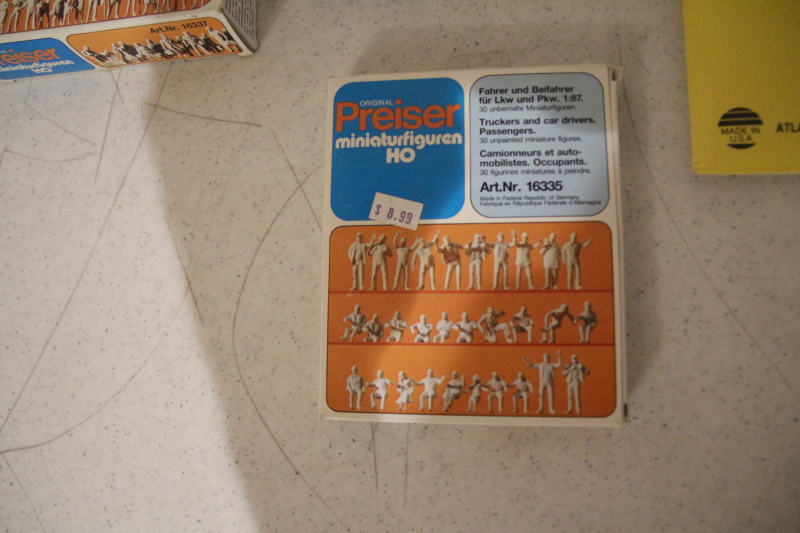 Art.Nr. 16337
Preiser
miniaturfiguren
HO
ORIGINAL
Preiser
miniaturfiguren
HO
$ 8.99
Fahrer und Beifahrer
für Lkw und Pkw. 1:87.
30 unbemalte Miniaturfiguren.
Truckers and car drivers.
Passengers.
30 unpainted miniature figures.
Camionneurs et auto-
mobilistes. Occupants.
30 figurines miniatures à peindre.
Art.Nr. 16335
Made in Federal Republic of Germany
Fabriqué en République Fédérale d'Allemagne
MADE IN
U.S.A